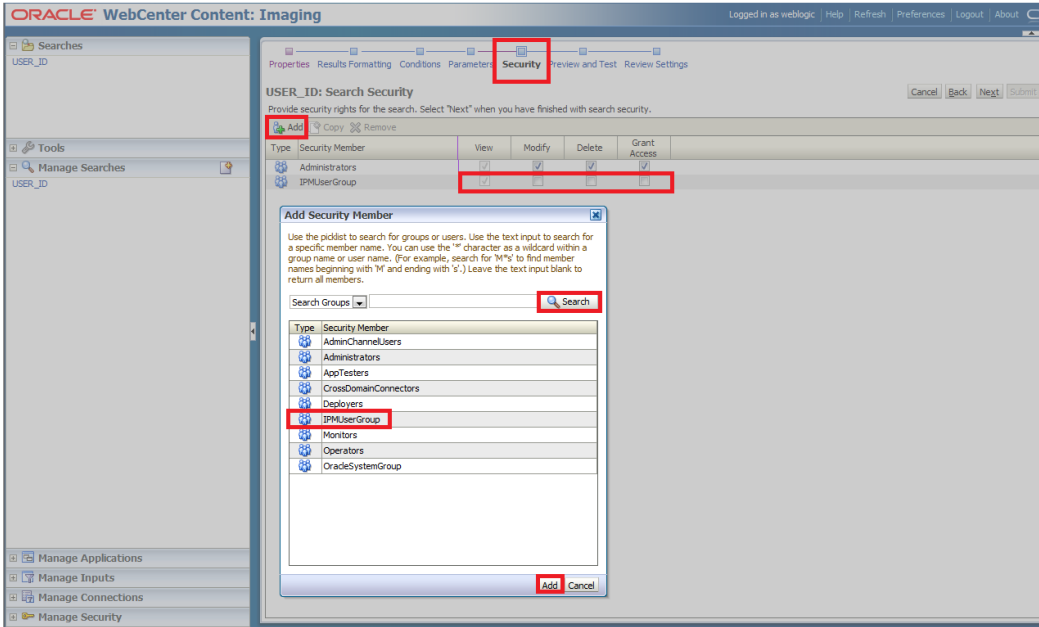 ORACLE WebCenter Content: Imaging
Logged in as weblogic Help Refresh Preferences Logout About
Searches
USER_ID
Tools
Manage Searches
USER_ID
Manage Applications
Manage Inputs
Manage Connections
Manage Security
Properties Results Formatting Conditions Parameters Security Preview and Test Review Settings
USER_ID: Search Security
Cancel Back Next Submit
Provide security rights for the search. Select "Next" when you have finished with search security.
Add Copy Remove
Type Security Member View Modify Delete Grant
Access
Administrators
IPMUserGroup
Add Security Member
Use the picklist to search for groups or users. Use the text input to search for
a specific member name. You can use the '*' character as a wildcard within a
group name or user name. (For example, search for 'M*s' to find member
names beginning with 'M' and ending with 's'.) Leave the text input blank to
return all members.
Search Groups Search
Type Security Member
AdminChannelUsers
Administrators
AppTesters
CrossDomainConnectors
Deployers
IPMUserGroup
Monitors
Operators
OracleSystemGroup
Add Cancel